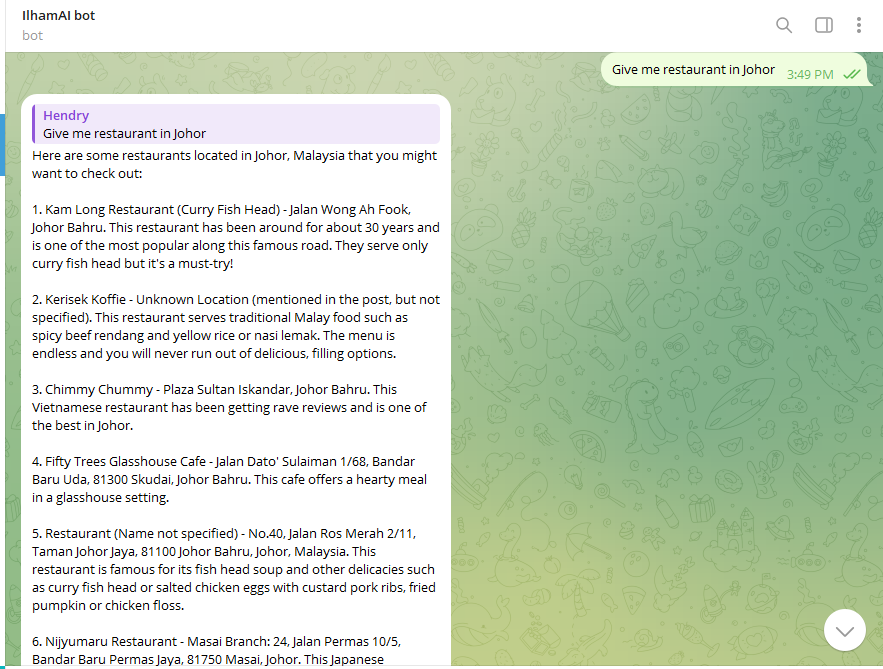 IlhamAI bot
bot
Give me restaurant in Johor 3:49 PM
Hendry
Give me restaurant in Johor
Here are some restaurants located in Johor, Malaysia that you might
want to check out:
1. Kam Long Restaurant (Curry Fish Head) - Jalan Wong Ah Fook,
Johor Bahru. This restaurant has been around for about 30 years and
is one of the most popular along this famous road. They serve only
curry fish head but it's a must-try!
2. Kerisek Koffie - Unknown Location (mentioned in the post, but not
specified). This restaurant serves traditional Malay food such as
spicy beef rendang and yellow rice or nasi lemak. The menu is
endless and you will never run out of delicious, filling options.
3. Chimmy Chummy - Plaza Sultan Iskandar, Johor Bahru. This
Vietnamese restaurant has been getting rave reviews and is one of
the best in Johor.
4. Fifty Trees Glasshouse Cafe - Jalan Dato' Sulaiman 1/68, Bandar
Baru Uda, 81300 Skudai, Johor Bahru. This cafe offers a hearty meal
in a glasshouse setting.
5. Restaurant (Name not specified) - No.40, Jalan Ros Merah 2/11,
Taman Johor Jaya, 81100 Johor Bahru, Johor, Malaysia. This
restaurant is famous for its fish head soup and other delicacies such
as curry fish head or salted chicken eggs with custard pork ribs, fried
pumpkin or chicken floss.
6. Nijyumaru Restaurant - Masai Branch: 24, Jalan Permas 10/5,
Bandar Baru Permas Jaya, 81750 Masai, Johor. This Japanese